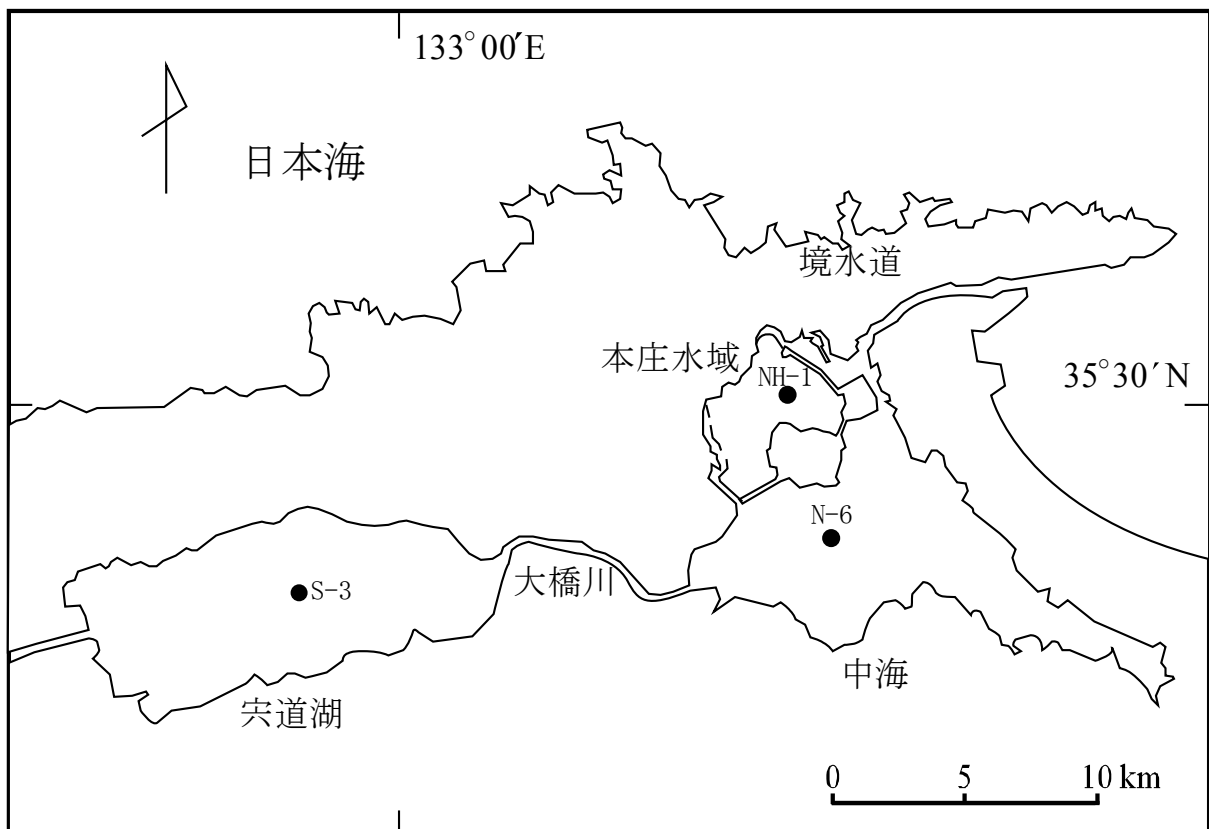 133°00′E
日本海
境水道
本庄水域
NH-1
35°30′N
N-6
S-3
大橋川
中海
宍道湖
0 5 10 km